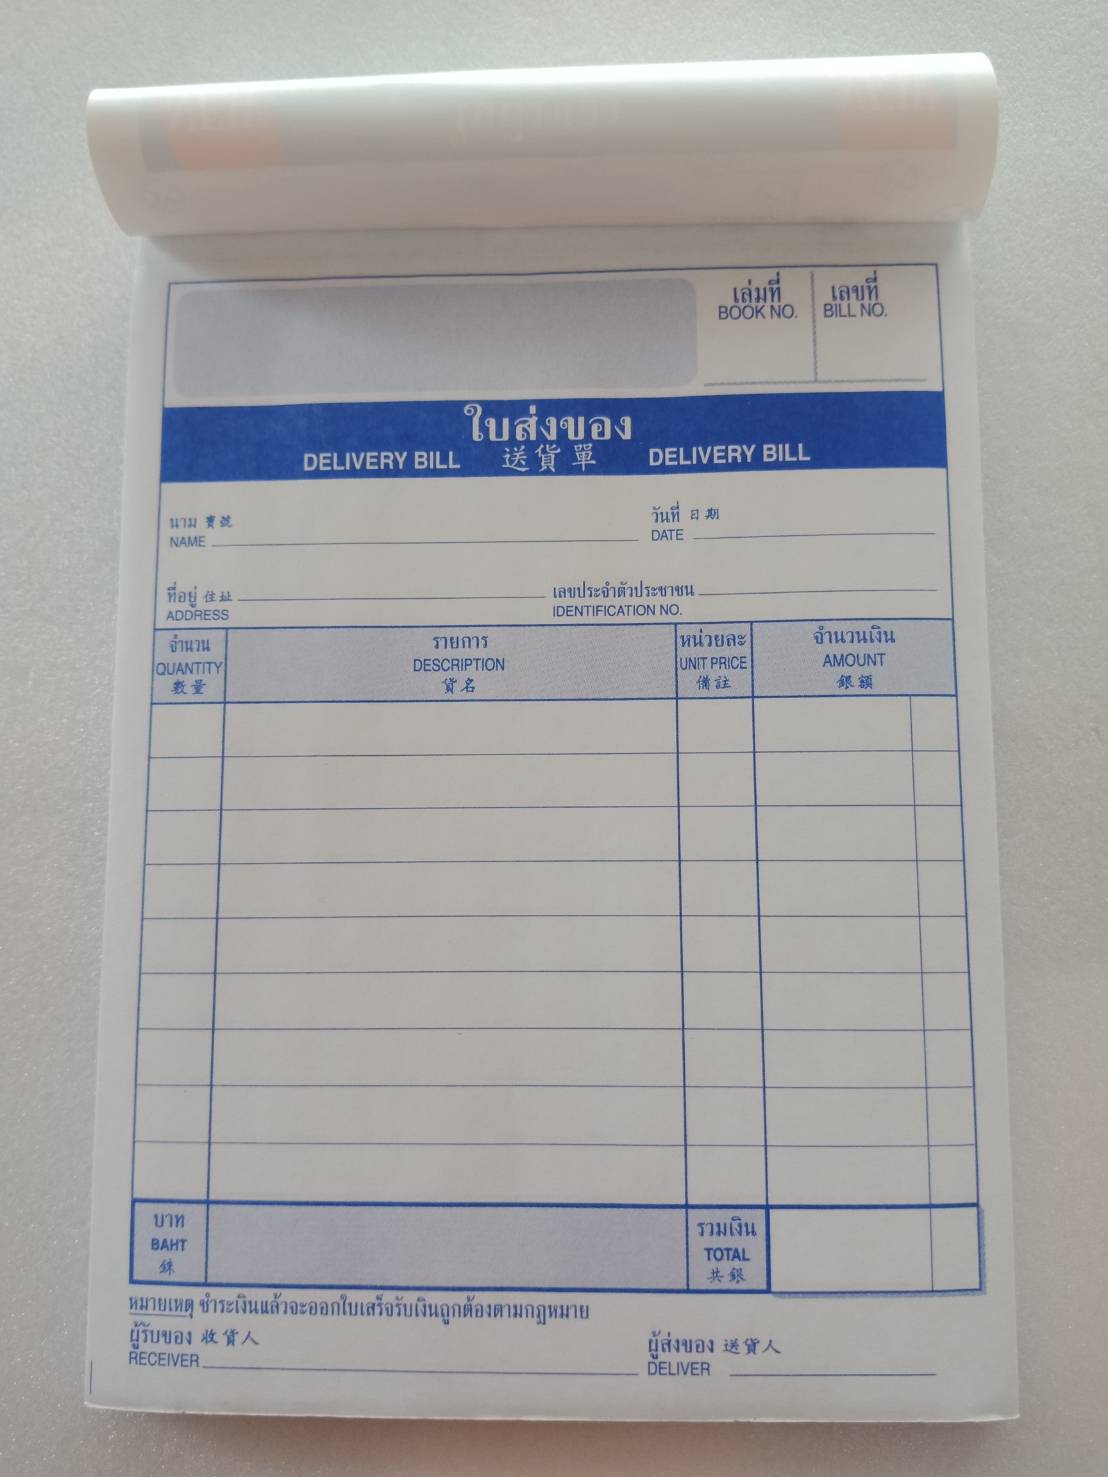 เล่มที่ เลขที่
BOOK NO. BILL NO.
ใบส่งของ
DELIVERY BILL 送貨單 DELIVERY BILL
นาม 寶號 วันที่ 日期
NAME DATE
ที่อยู่ 住址 เลขประจำตัวประชาชน
ADDRESS IDENTIFICATION NO.
จำนวน รายการ หน่วยละ จำนวนเงิน
QUANTITY DESCRIPTION UNIT PRICE AMOUNT
數量 貨名 備註 銀額
บาท รวมเงิน
BAHT TOTAL
銖 共銀
หมายเหตุ ชำระเงินแล้วจะออกใบเสร็จรับเงินถูกต้องตามกฎหมาย
ผู้รับของ 收貨人 ผู้ส่งของ 送貨人
RECEIVER DELIVER